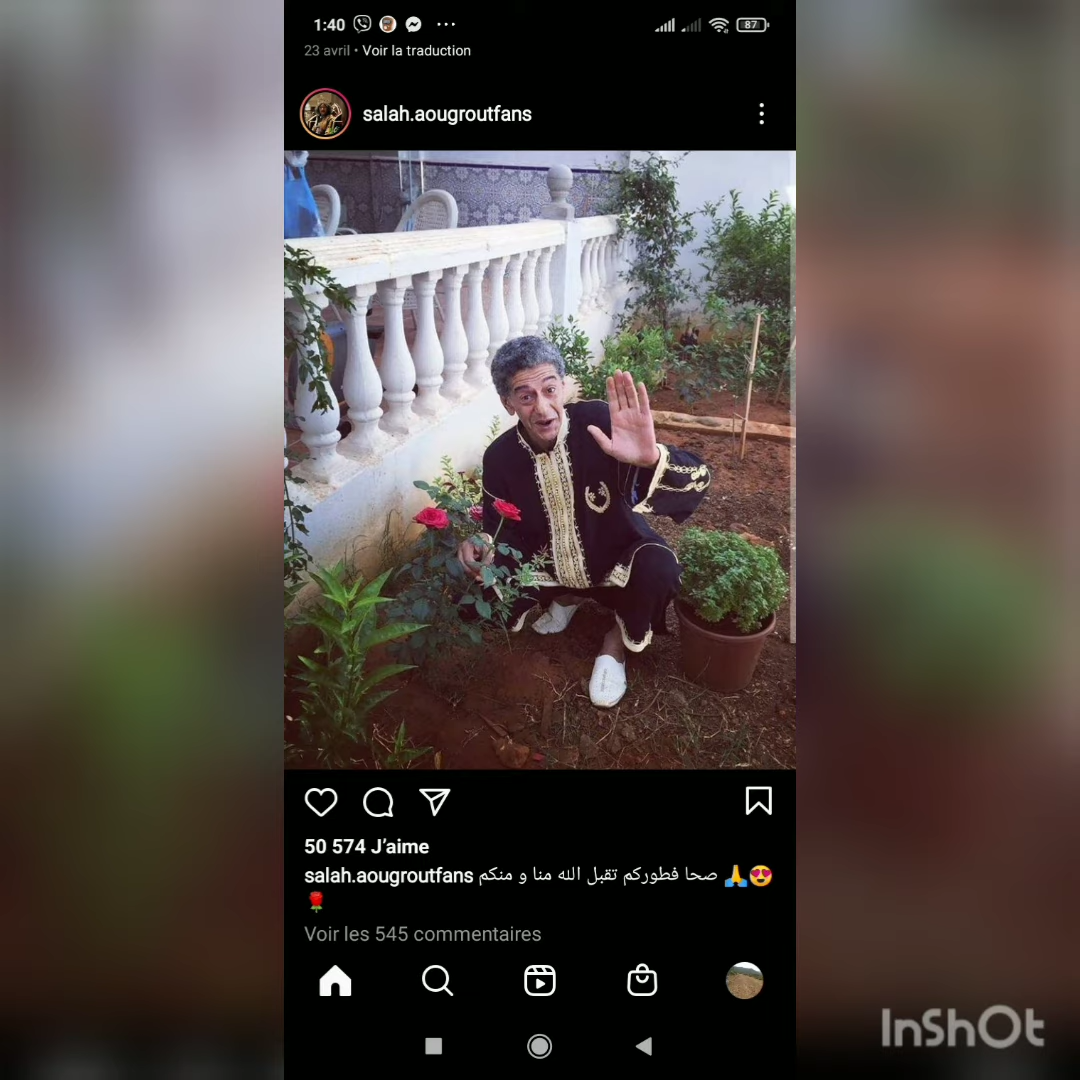 1:40 87
23 avril • Voir la traduction
salah.aougroutfans
50 574 J’aime
salah.aougroutfans صحا فطوركم تقبل الله منا و منكم 🙏😍
🌹
Voir les 545 commentaires
InShOt